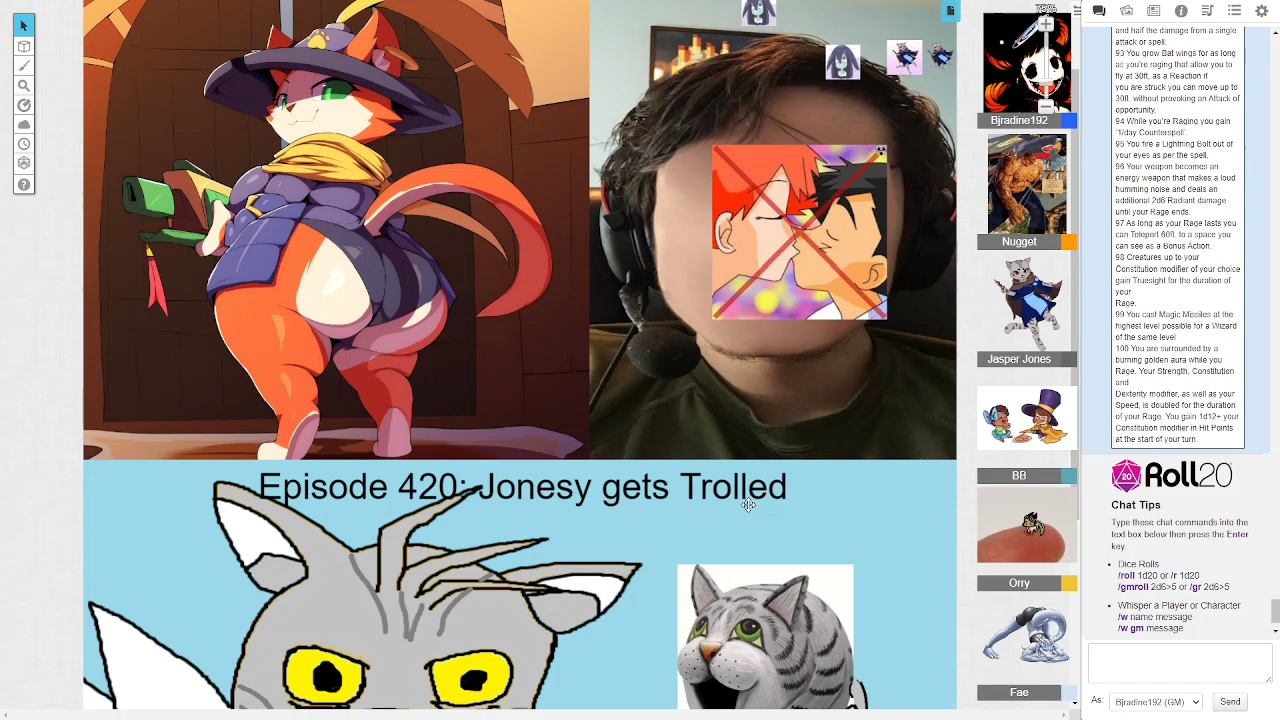 75%
Bjradine192
Nugget
Jasper Jones
BB
Orry
Fae
Episode 420: Jonesy gets Trolled
and half the damage from a single
attack or spell.
93 You grow Bat wings for as long
as you're raging that allow you to
fly at 30ft, as a Reaction if
you are struck you can move up to
30ft. without provoking an Attack of
opportunity.
94 While you're Raging you gain
'1/day Counterspell'
95 You fire a Lightning Bolt out of
your eyes as per the spell.
96 Your weapon becomes an
energy weapon that makes a loud
humming noise and deals an
additional 2d6 Radiant damage
until your Rage ends.
97 As long as your Rage lasts you
can Teleport 60ft. to a space you
can see as a Bonus Action.
98 Creatures up to your
Constitution modifier of your choice
gain Truesight for the duration of
your
Rage.
99 You cast Magic Missiles at the
highest level possible for a Wizard
of the same level
100 You are surrounded by a
burning golden aura while you
Rage. Your Strength, Constitution
and
Dexterity modifier, as well as your
Speed, is doubled for the duration
of your Rage. You gain 1d12+ your
Constitution modifier in Hit Points
at the start of your turn.
20 Roll20
Chat Tips
Type these chat commands into the
text box below then press the Enter
key.
• Dice Rolls
/roll 1d20 or /r 1d20
/gmroll 2d6>5 or /gr 2d6>5
• Whisper a Player or Character
/w name message
/w gm message
As: Bjradine192 (GM) Send